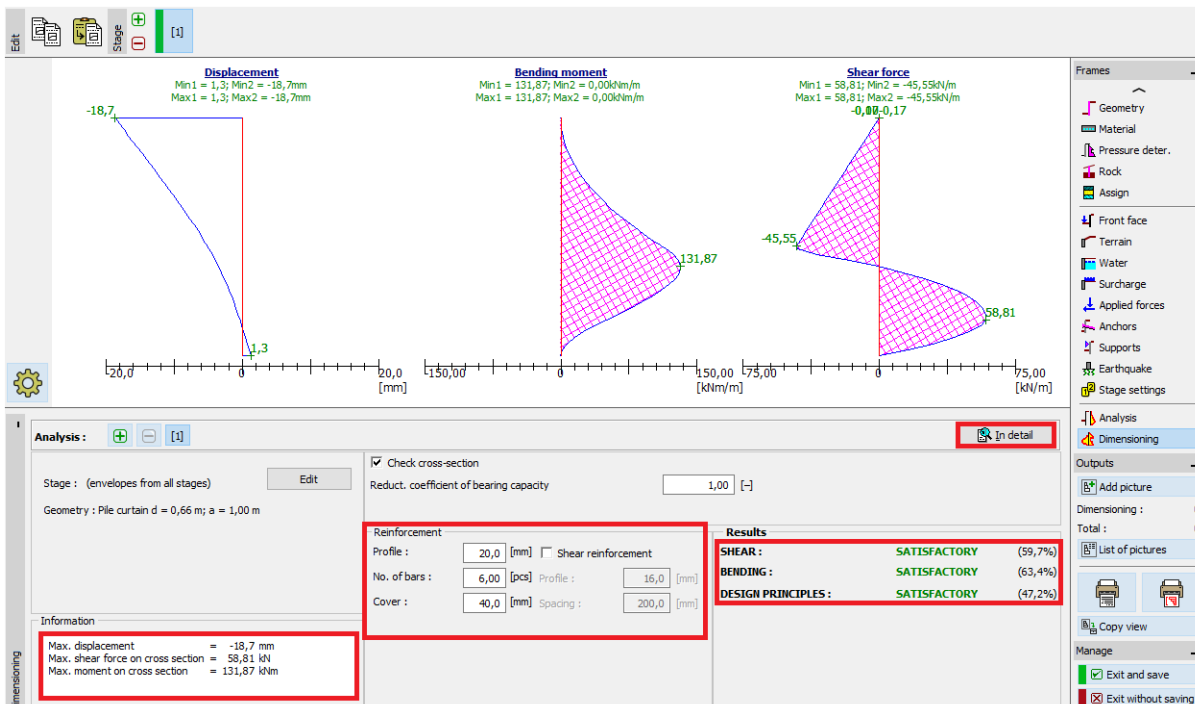 Edit
Stage
[1]
Displacement
Min1 = 1,3; Min2 = -18,7mm
Max1 = 1,3; Max2 = -18,7mm
-18,7
1,3
-20,0
0
20,0
[mm]
Bending moment
Min1 = 131,87; Min2 = 0,00kNm/m
Max1 = 131,87; Max2 = 0,00kNm/m
131,87
-150,00
0
150,00
[kNm/m]
Shear force
Min1 = 58,81; Min2 = -45,55kN/m
Max1 = 58,81; Max2 = -45,55kN/m
-0,17
-45,55
58,81
-75,00
0
75,00
[kN/m]
Frames
Geometry
Material
Pressure deter.
Rock
Assign
Front face
Terrain
Water
Surcharge
Applied forces
Anchors
Supports
Earthquake
Stage settings
Analysis
Dimensioning
Outputs
Add picture
Dimensioning :
Total :
List of pictures
Copy view
Manage
Exit and save
Exit without saving
Analysis :
[1]
In detail
Stage : (envelopes from all stages)
Edit
Geometry : Pile curtain d = 0,66 m; a = 1,00 m
Check cross-section
Reduct. coefficient of bearing capacity 1,00 [–]
Reinforcement
Profile : 20,0 [mm] Shear reinforcement
No. of bars : 6,00 [pcs] Profile : 16,0 [mm]
Cover : 40,0 [mm] Spacing : 200,0 [mm]
Results
SHEAR : SATISFACTORY (59,7%)
BENDING : SATISFACTORY (63,4%)
DESIGN PRINCIPLES : SATISFACTORY (47,2%)
Information
Max. displacement = -18,7 mm
Max. shear force on cross section = 58,81 kN
Max. moment on cross section = 131,87 kNm